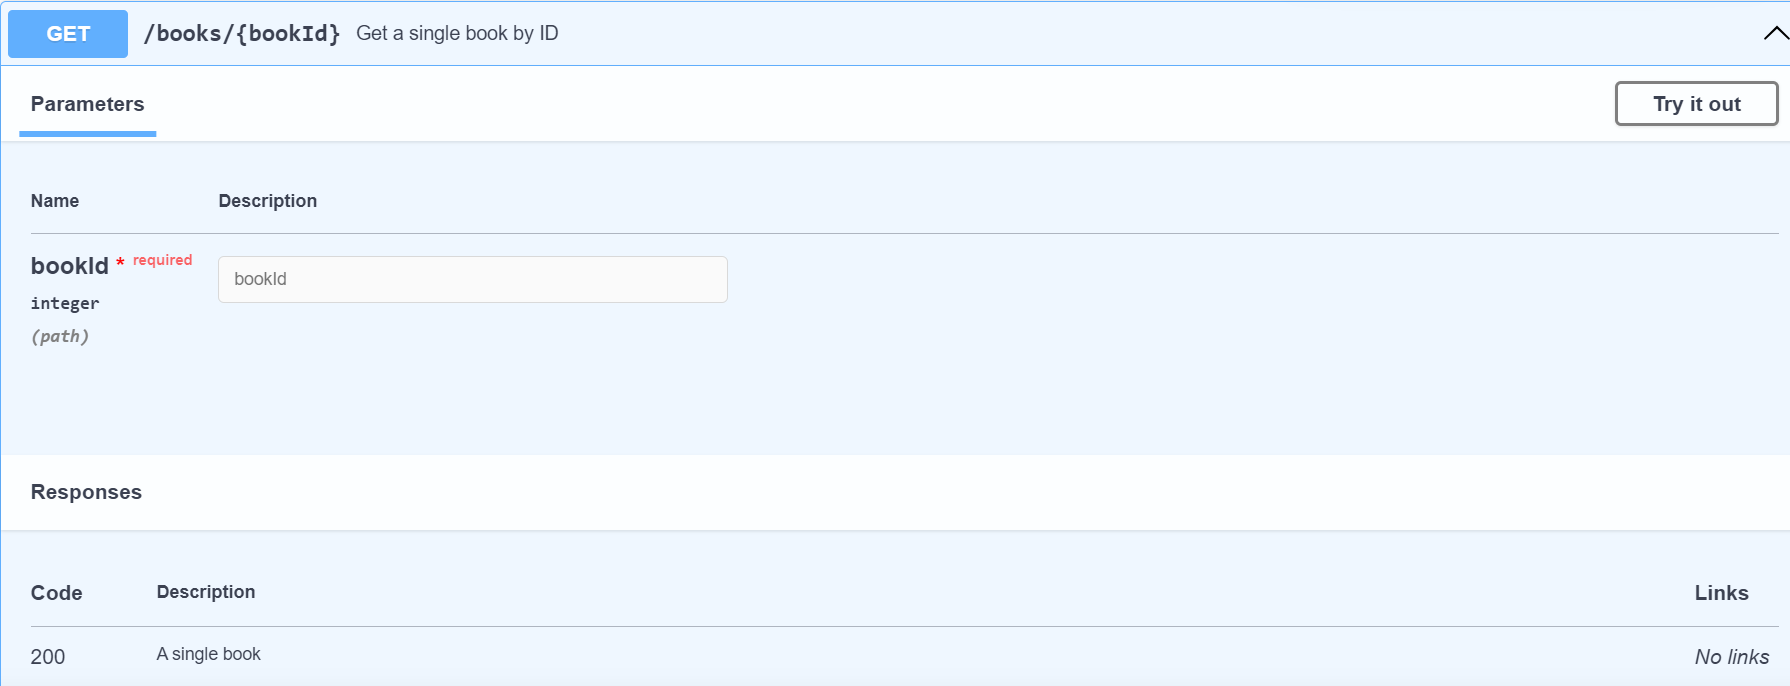 GET /books/{bookId} Get a single book by ID
Parameters Try it out
Name Description
bookId * required bookId
integer
(path)
Responses
Code Description Links
200 A single book No links